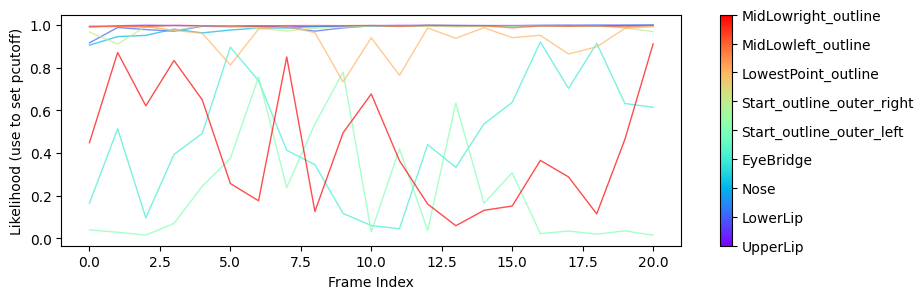 Likelihood (use to set pcutoff)
1.0
0.8
0.6
0.4
0.2
0.0
0.0 2.5 5.0 7.5 10.0 12.5 15.0 17.5 20.0
Frame Index
MidLowright_outline
MidLowleft_outline
LowestPoint_outline
Start_outline_outer_right
Start_outline_outer_left
EyeBridge
Nose
LowerLip
UpperLip